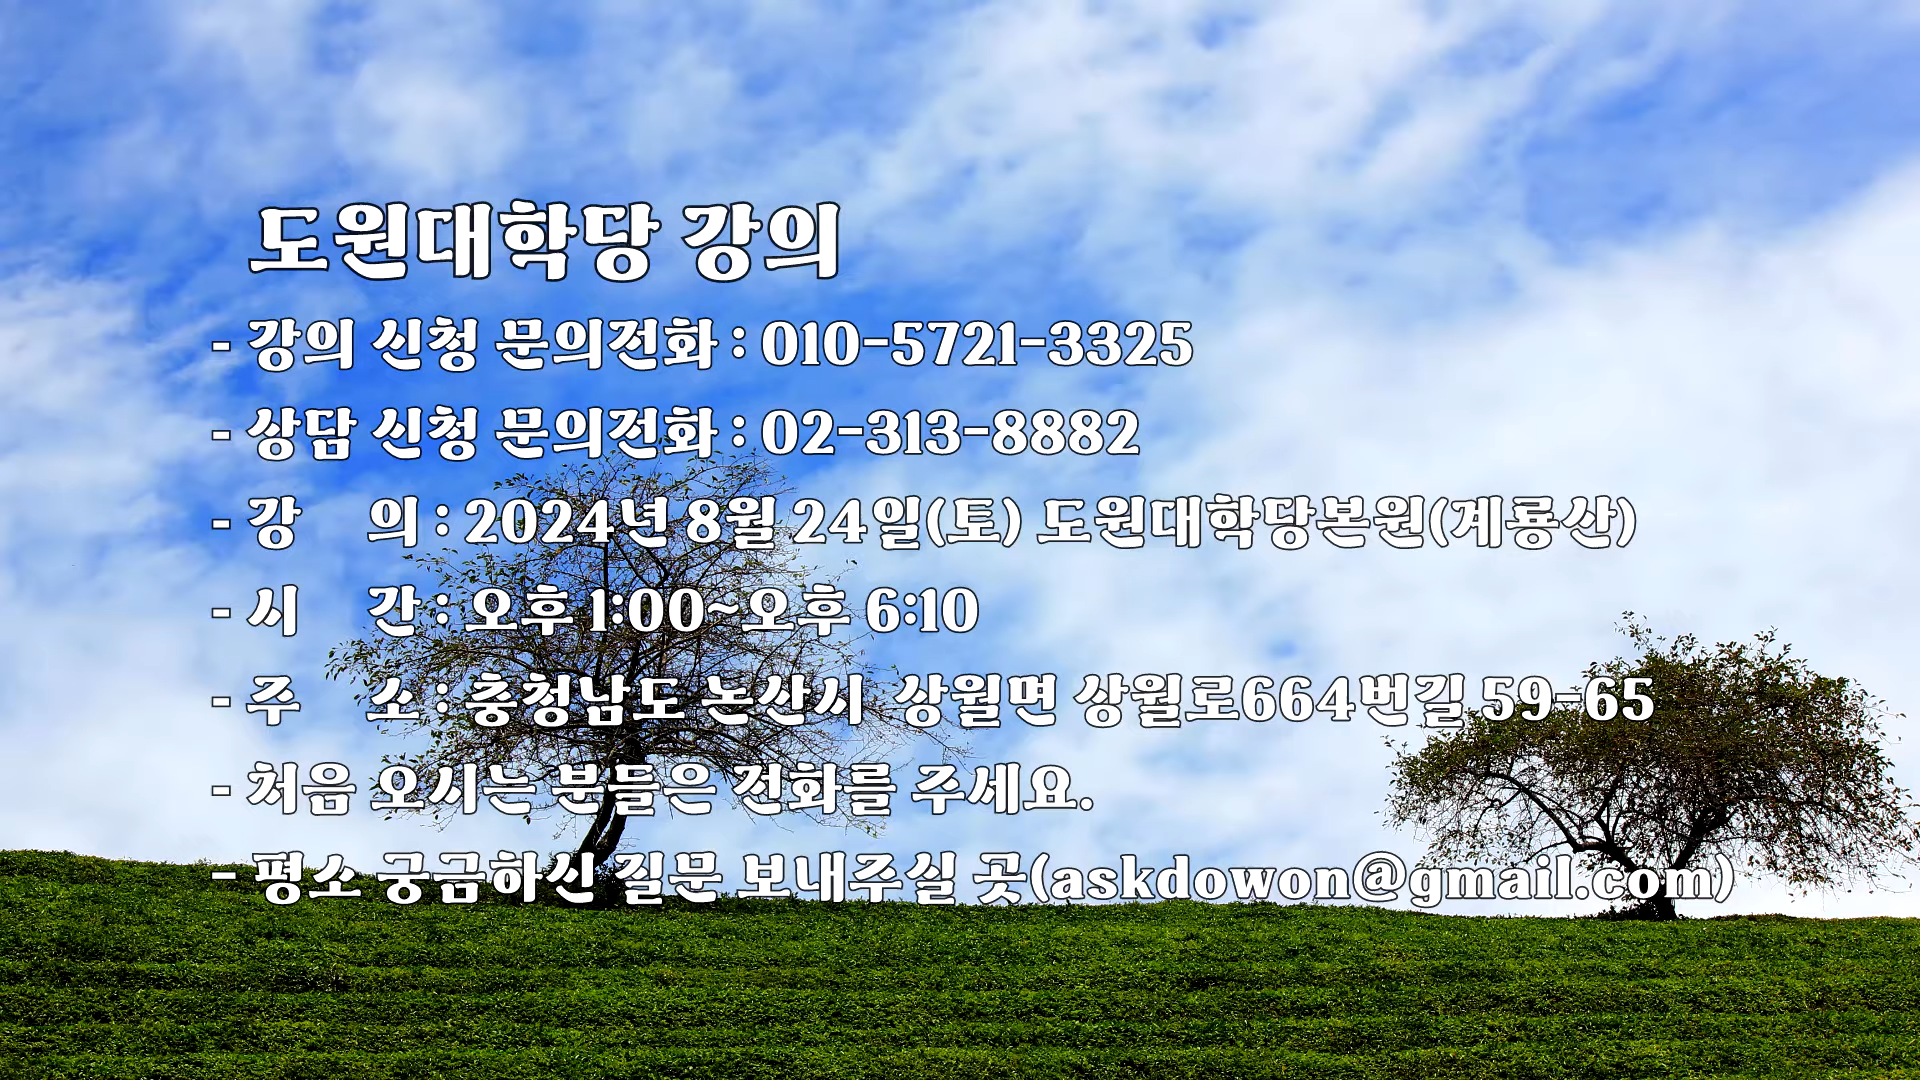 도원대학당 강의
- 강의 신청 문의전화 : 010-5721-3325
- 상담 신청 문의전화 : 02-313-8882
- 강 의 : 2024년 8월 24일(토) 도원대학당본원(계룡산)
- 시 간 : 오후 1:00~오후 6:10
- 주 소 : 충청남도 논산시 상월면 상월로664번길 59-65
- 처음 오시는 분들은 전화를 주세요.
- 평소 궁금하신 질문 보내주실 곳(askdowon@gmail.com)